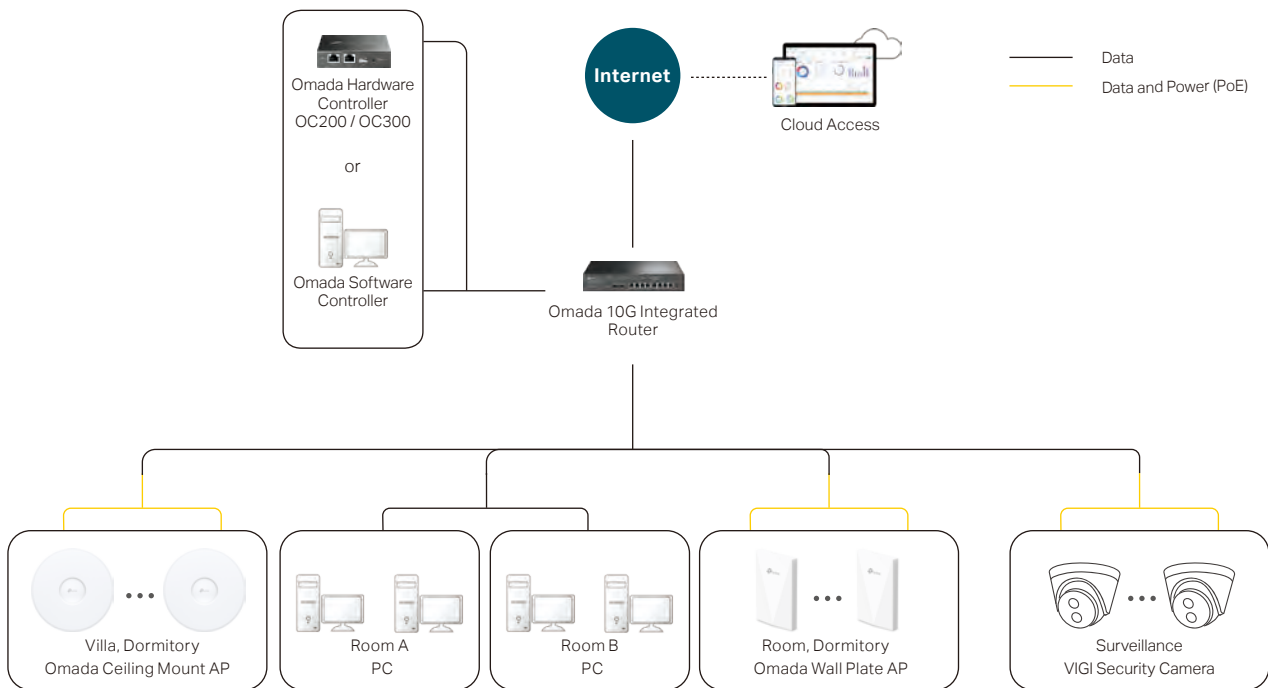 Omada Hardware
Controller
OC200 / OC300
or
Omada Software
Controller
Internet
Cloud Access
Data
Data and Power (PoE)
Omada 10G Integrated
Router
Villa, Dormitory
Omada Ceiling Mount AP
Room A
PC
Room B
PC
Room, Dormitory
Omada Wall Plate AP
Surveillance
VIGI Security Camera